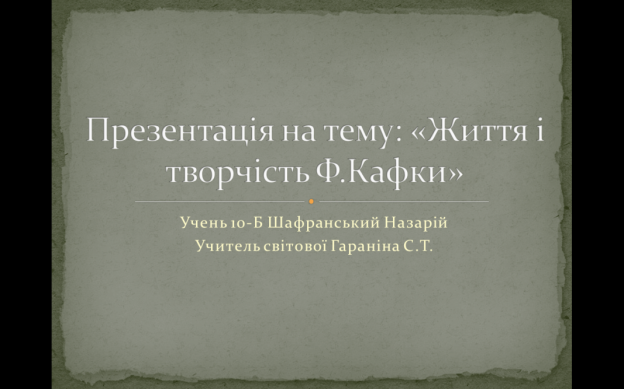 Презентація на тему: «Життя і
творчість Ф.Кафки»
Учень 10-Б Шафранський Назарій
Учитель світової Гараніна С.Т.